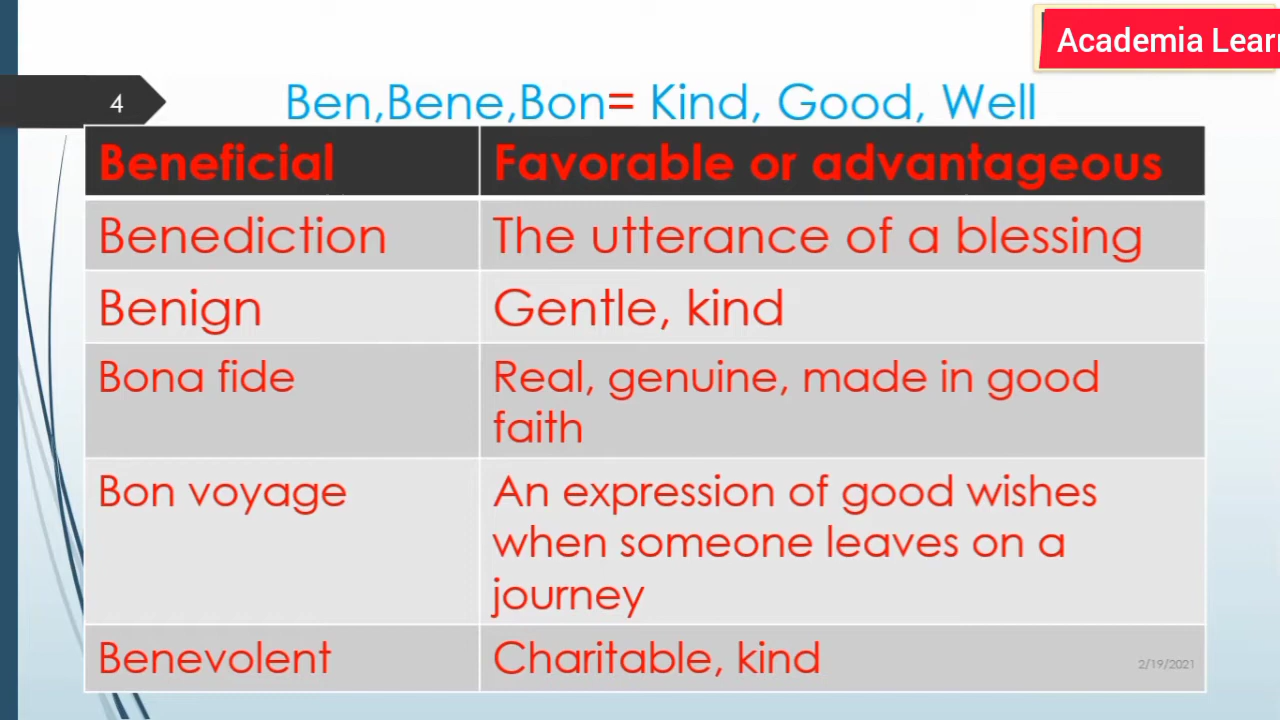 Academia Lear
4
Ben,Bene,Bon= Kind, Good, Well
Beneficial Favorable or advantageous
Benediction The utterance of a blessing
Benign Gentle, kind
Bona fide Real, genuine, made in good
faith
Bon voyage An expression of good wishes
when someone leaves on a
journey
Benevolent Charitable, kind
2/19/2021